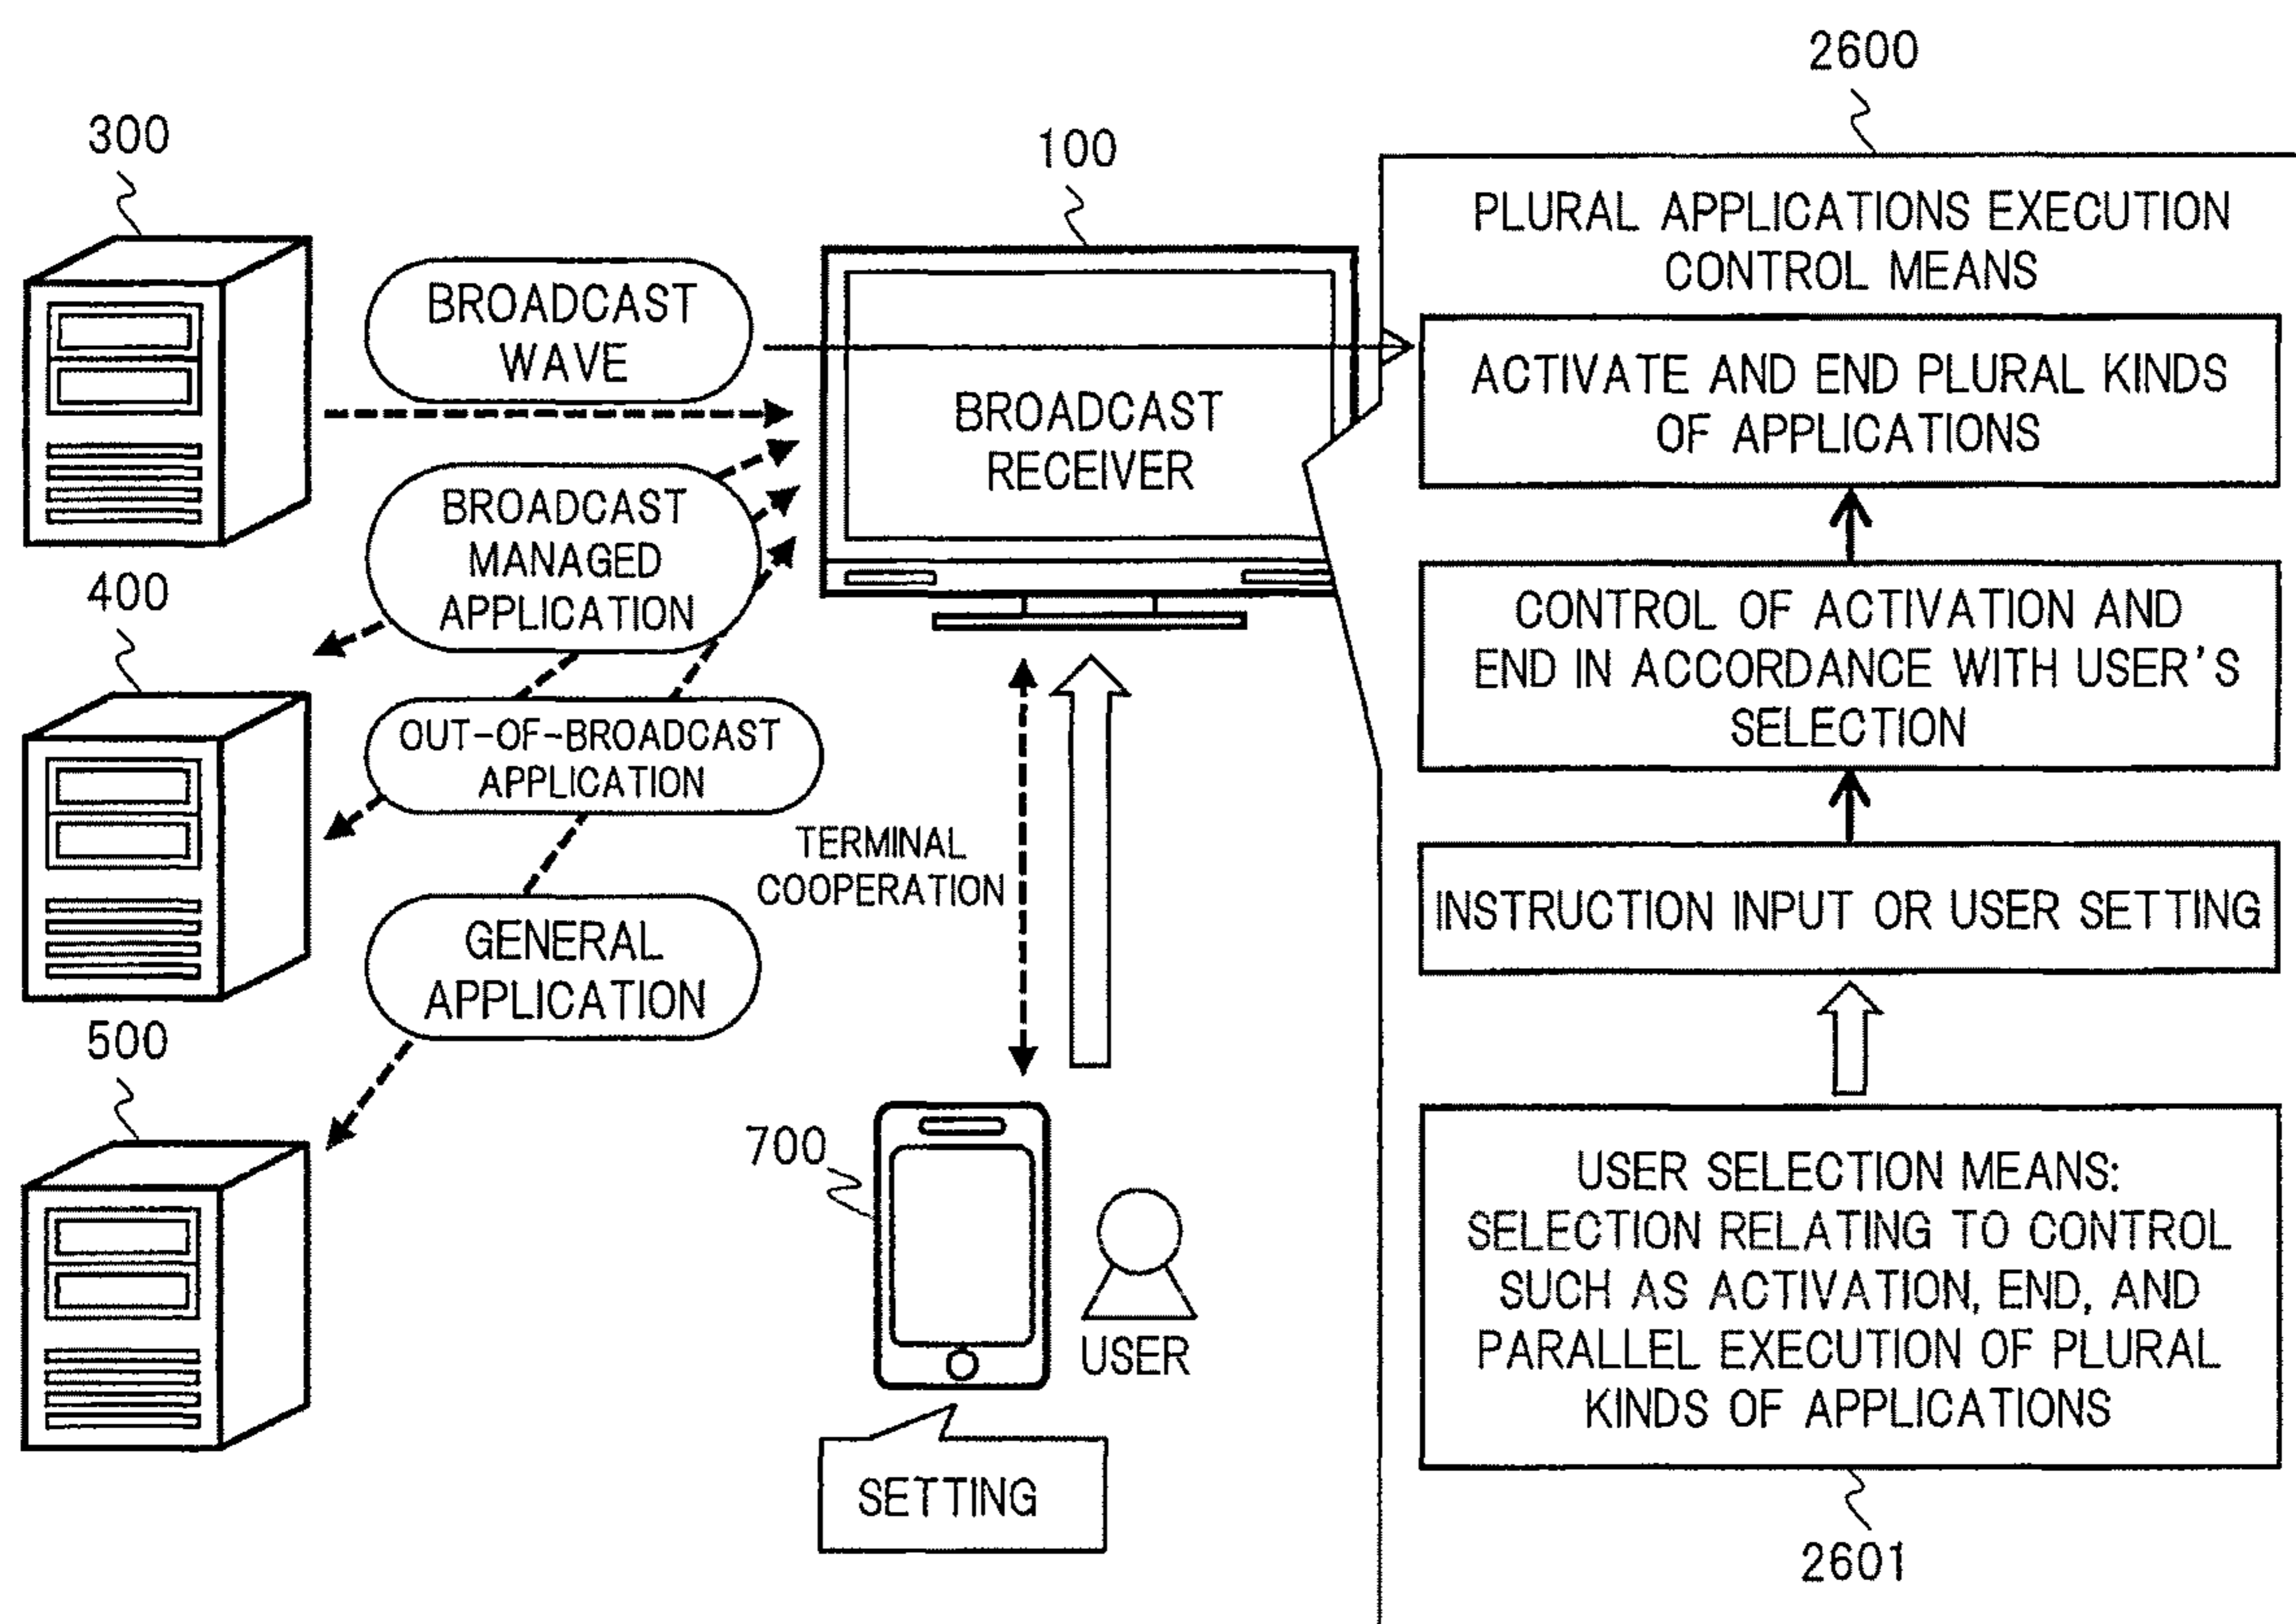 300
BROADCAST
WAVE
100
BROADCAST
RECEIVER
BROADCAST
MANAGED
APPLICATION
400
OUT-OF-BROADCAST
APPLICATION
TERMINAL
COOPERATION
GENERAL
APPLICATION
500
700
USER
SETTING
2600
PLURAL APPLICATIONS EXECUTION
CONTROL MEANS
ACTIVATE AND END PLURAL KINDS
OF APPLICATIONS
CONTROL OF ACTIVATION AND
END IN ACCORDANCE WITH USER'S
SELECTION
INSTRUCTION INPUT OR USER SETTING
USER SELECTION MEANS:
SELECTION RELATING TO CONTROL
SUCH AS ACTIVATION, END, AND
PARALLEL EXECUTION OF PLURAL
KINDS OF APPLICATIONS
2601